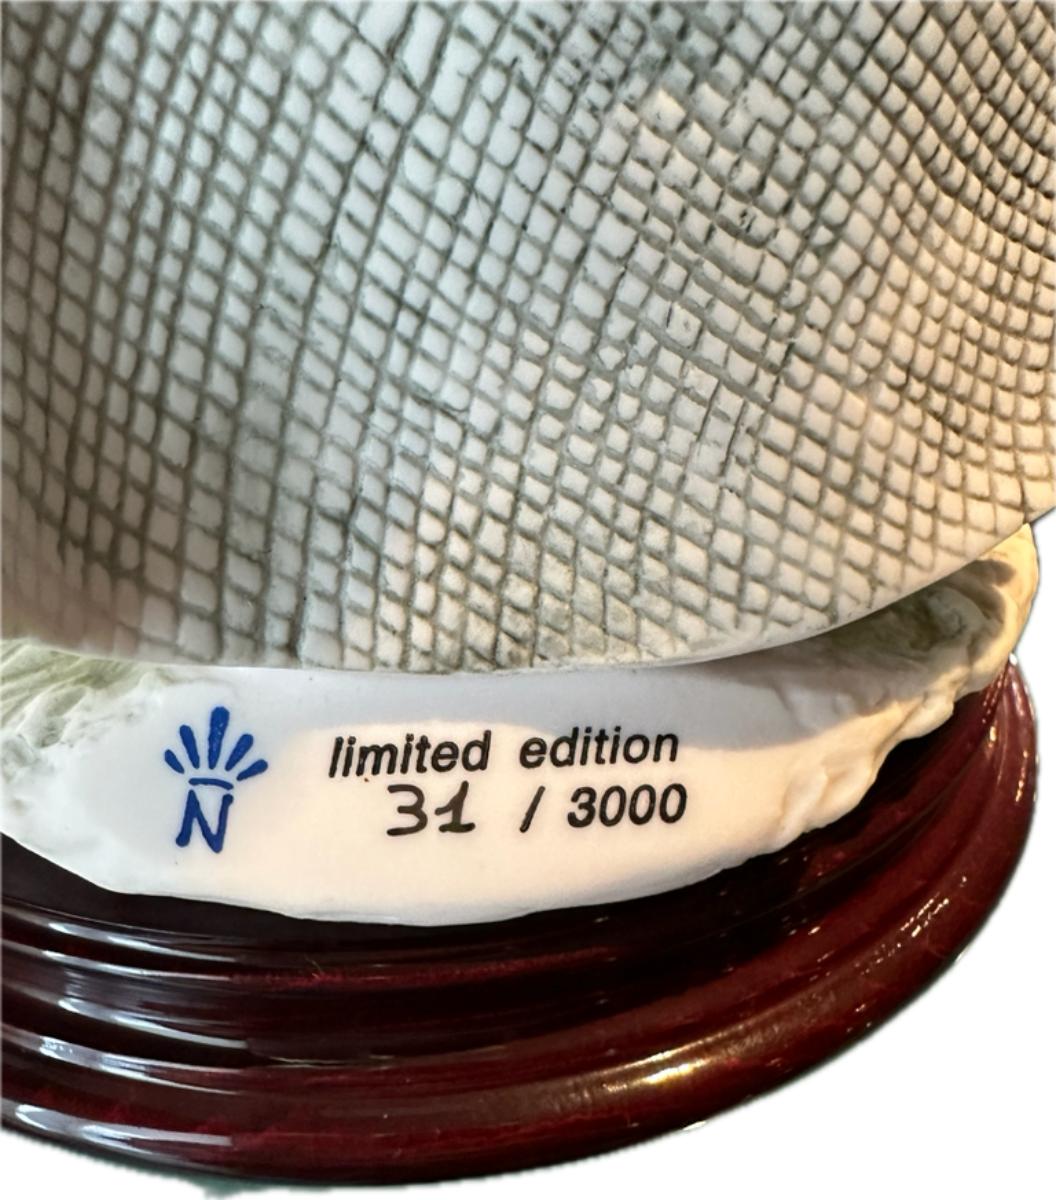 limited edition
31 / 3000
N